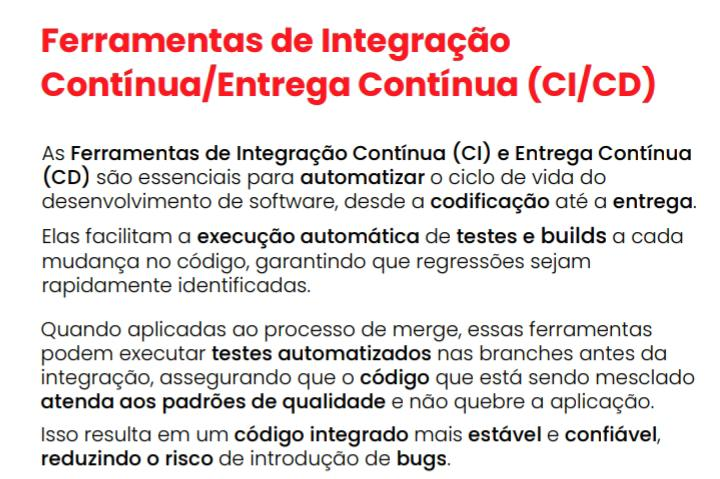 Ferramentas de Integração
Contínua/Entrega Contínua (CI/CD)
As Ferramentas de Integração Contínua (CI) e Entrega Contínua
(CD) são essenciais para automatizar o ciclo de vida do
desenvolvimento de software, desde a codificação até a entrega.
Elas facilitam a execução automática de testes e builds a cada
mudança no código, garantindo que regressões sejam
rapidamente identificadas.
Quando aplicadas ao processo de merge, essas ferramentas
podem executar testes automatizados nas branches antes da
integração, assegurando que o código que está sendo mesclado
atenda aos padrões de qualidade e não quebre a aplicação.
Isso resulta em um código integrado mais estável e confiável,
reduzindo o risco de introdução de bugs.